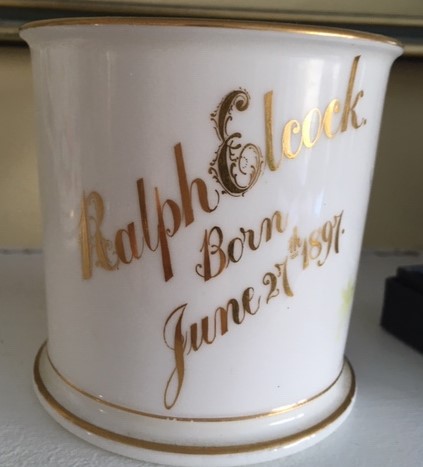 Ralph Elcock.
Born
June 27th 1897.